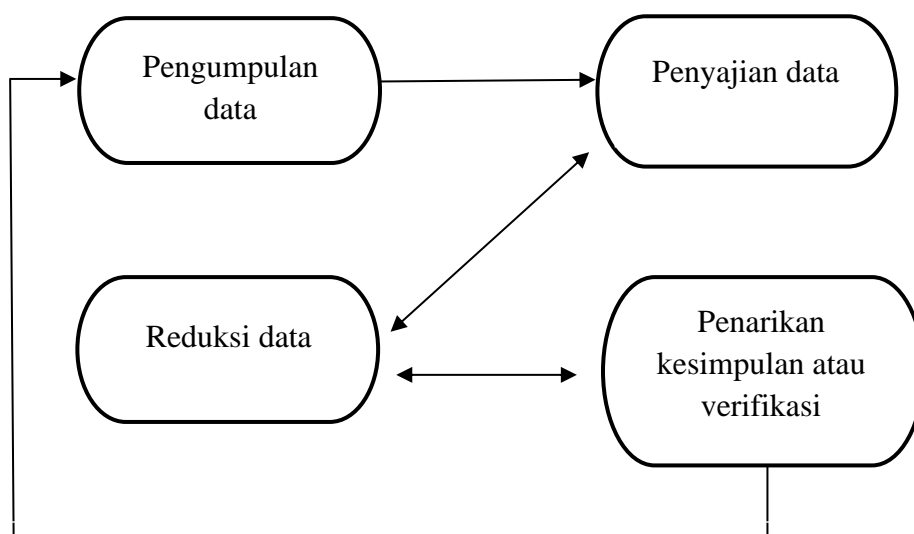 Pengumpulan
data
Penyajian data
Reduksi data
Penarikan
kesimpulan atau
verifikasi